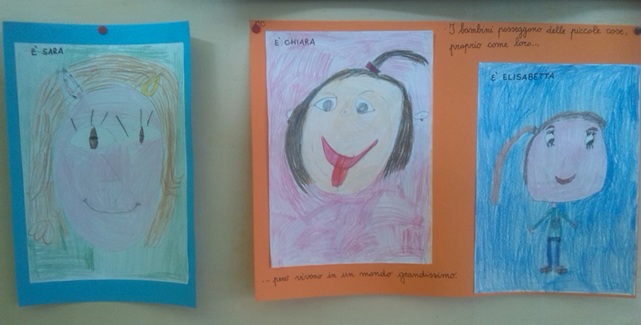 È SARA
È CHIARA
I bambini posseggono delle piccole cose,
proprio come loro...
È ELISABETTA
... però vivono in un mondo grandissimo.